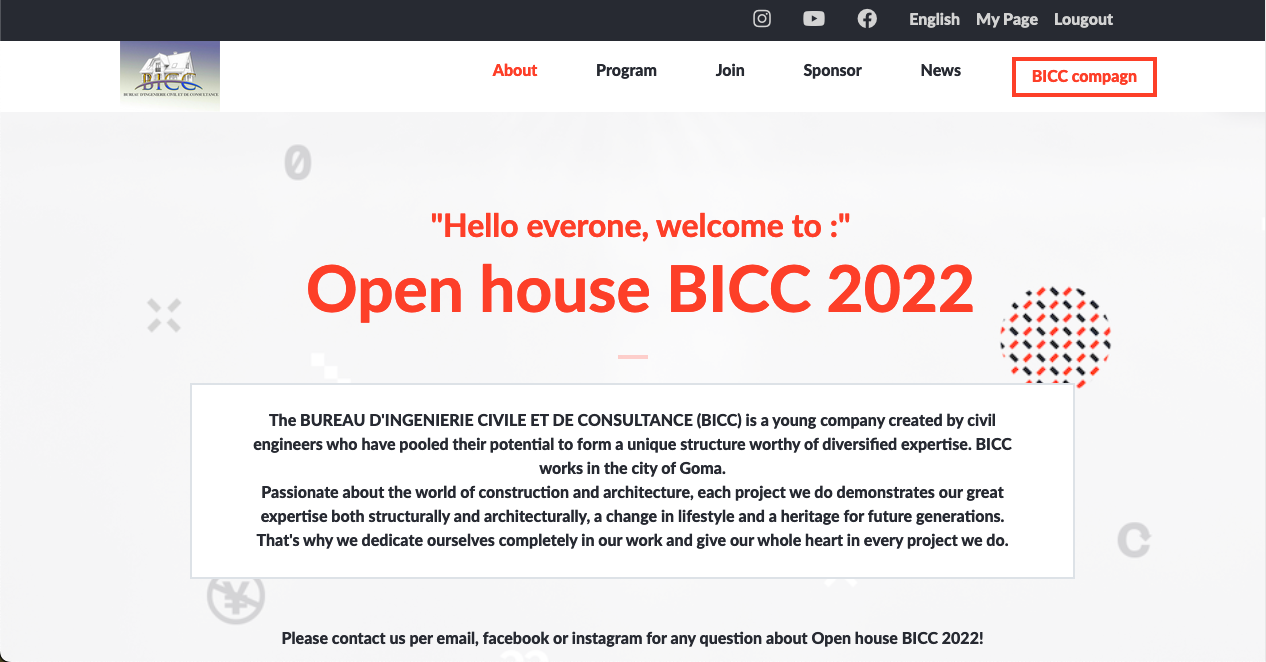 English My Page Lougout
BICC
BUREAU D'INGENIERIE CIVIL ET DE CONSULTANCE
About Program Join Sponsor News BICC compagn
"Hello everone, welcome to :"
Open house BICC 2022
The BUREAU D'INGENIERIE CIVILE ET DE CONSULTANCE (BICC) is a young company created by civil
engineers who have pooled their potential to form a unique structure worthy of diversified expertise. BICC
works in the city of Goma.
Passionate about the world of construction and architecture, each project we do demonstrates our great
expertise both structurally and architecturally, a change in lifestyle and a heritage for future generations.
That's why we dedicate ourselves completely in our work and give our whole heart in every project we do.
Please contact us per email, facebook or instagram for any question about Open house BICC 2022!